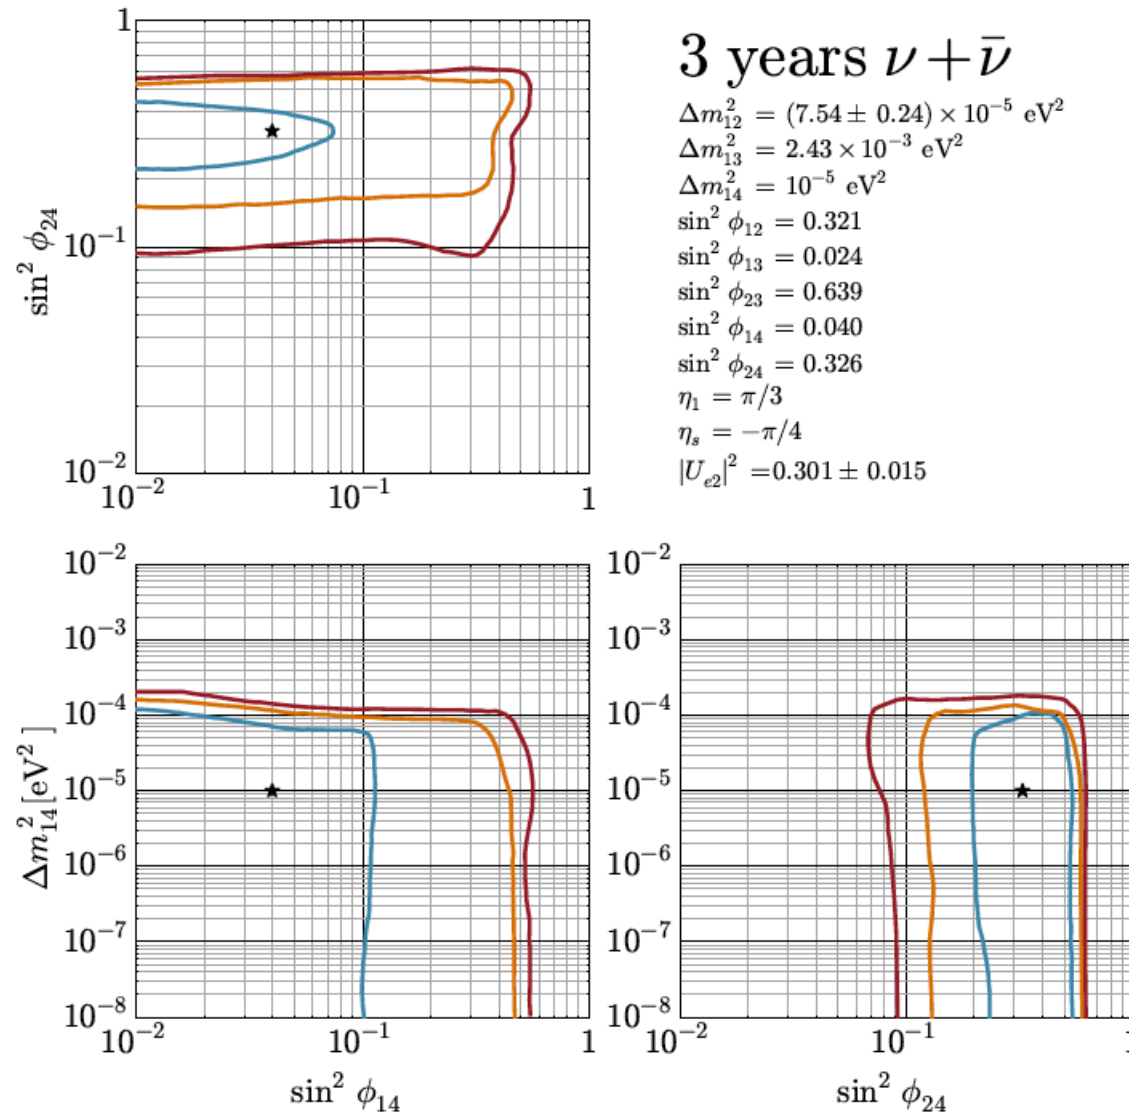 3 years ν + ν̄
Δm²₁₂ = (7.54 ± 0.24) × 10⁻⁵ eV²
Δm²₁₃ = 2.43 × 10⁻³ eV²
Δm²₁₄ = 10⁻⁵ eV²
sin² ϕ₁₂ = 0.321
sin² ϕ₁₃ = 0.024
sin² ϕ₂₃ = 0.639
sin² ϕ₁₄ = 0.040
sin² ϕ₂₄ = 0.326
η₁ = π/3
ηₛ = −π/4
|Uₑ₂|² =0.301 ± 0.015
sin² ϕ₂₄
1
10⁻¹
10⁻²
10⁻² 10⁻¹ 1
Δm²₁₄[eV² ]
10⁻²
10⁻³
10⁻⁴
10⁻⁵
10⁻⁶
10⁻⁷
10⁻⁸
10⁻² 10⁻¹ 1
sin² ϕ₁₄
10⁻²
10⁻³
10⁻⁴
10⁻⁵
10⁻⁶
10⁻⁷
10⁻⁸
10⁻² 10⁻¹
sin² ϕ₂₄